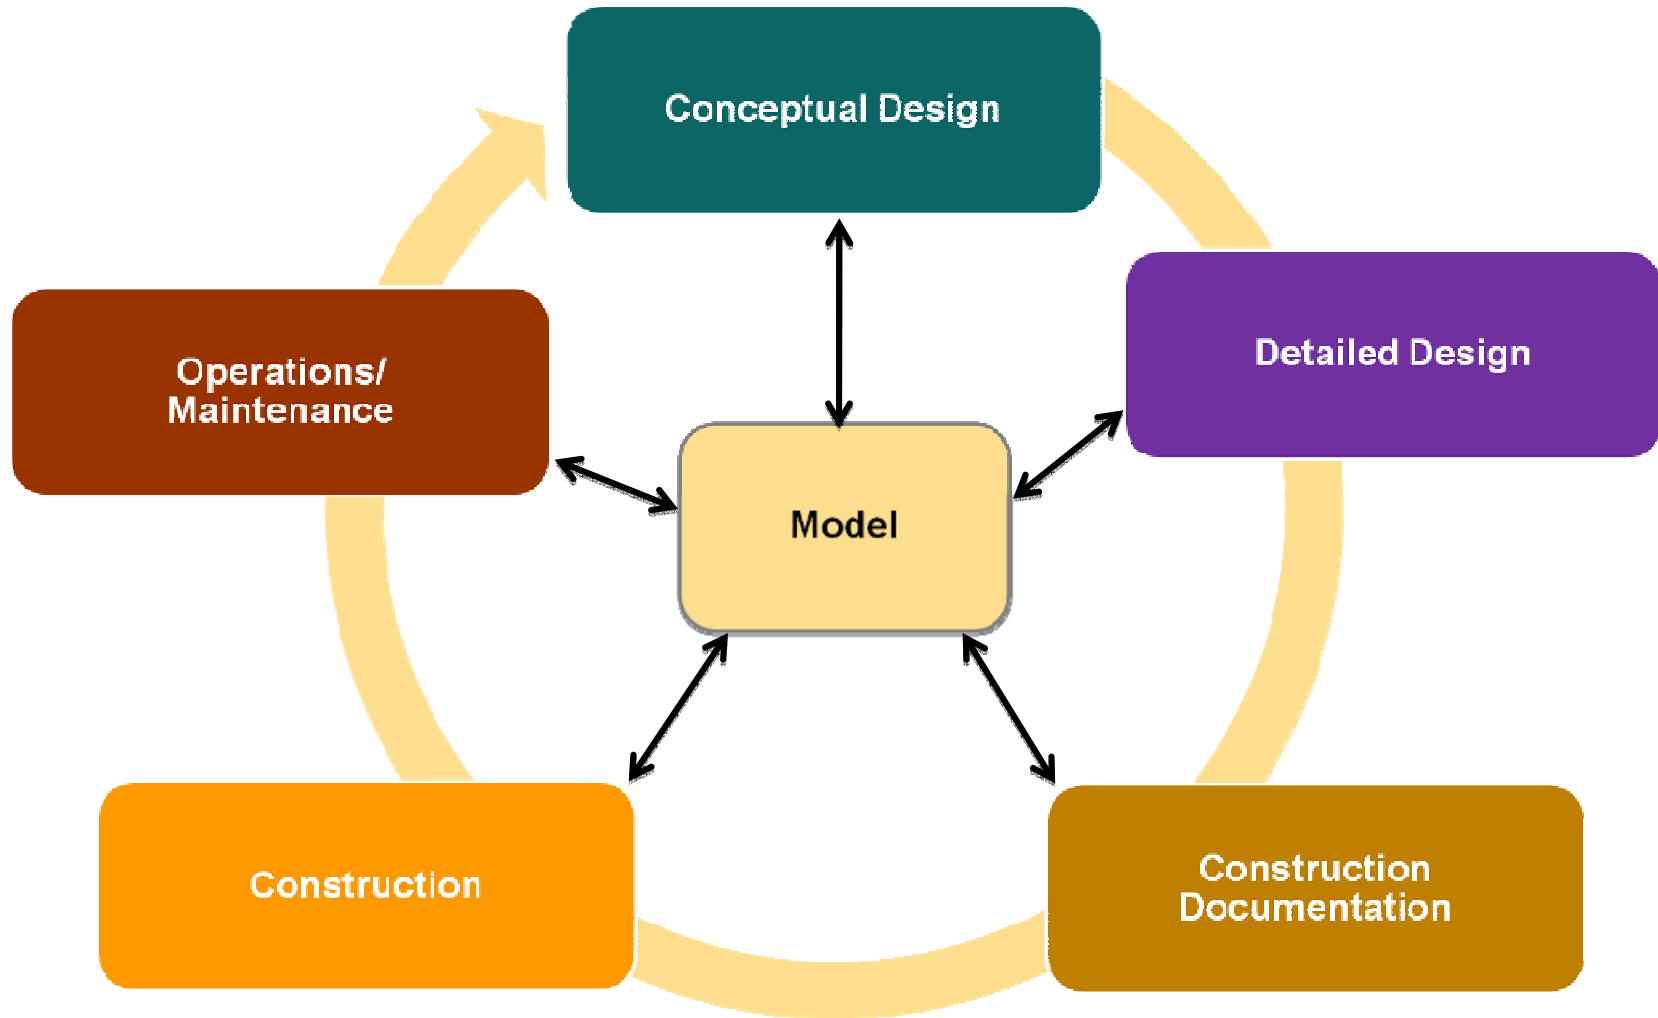 Conceptual Design
Detailed Design
Operations/
Maintenance
Model
Construction
Construction
Documentation